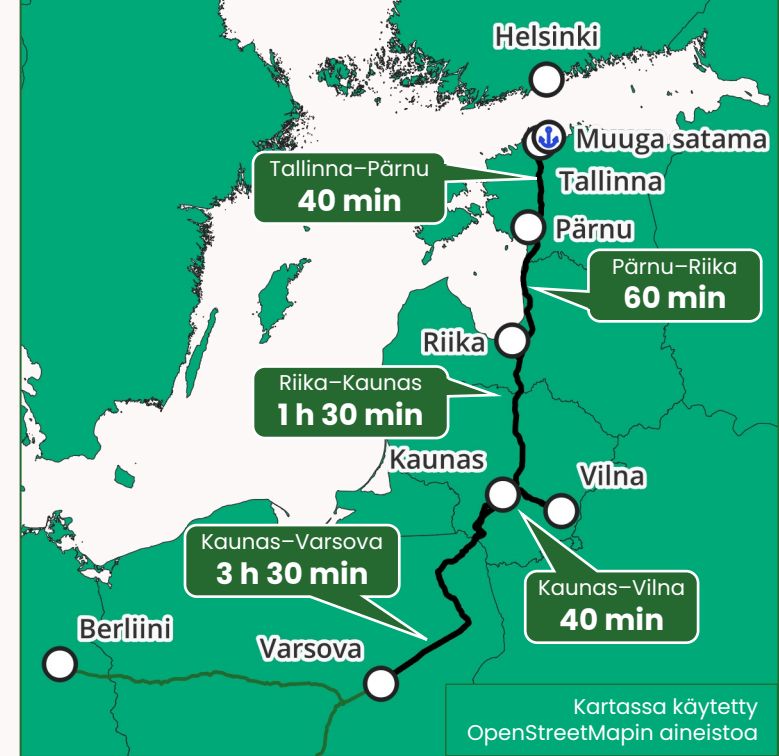 Helsinki
Muuga satama
Tallinna–Pärnu
40 min
Tallinna
Pärnu
Pärnu–Riika
60 min
Riika
Riika–Kaunas
1 h 30 min
Kaunas
Vilna
Kaunas–Varsova
3 h 30 min
Kaunas–Vilna
40 min
Berliini
Varsova
Kartassa käytetty
OpenStreetMapin aineistoa